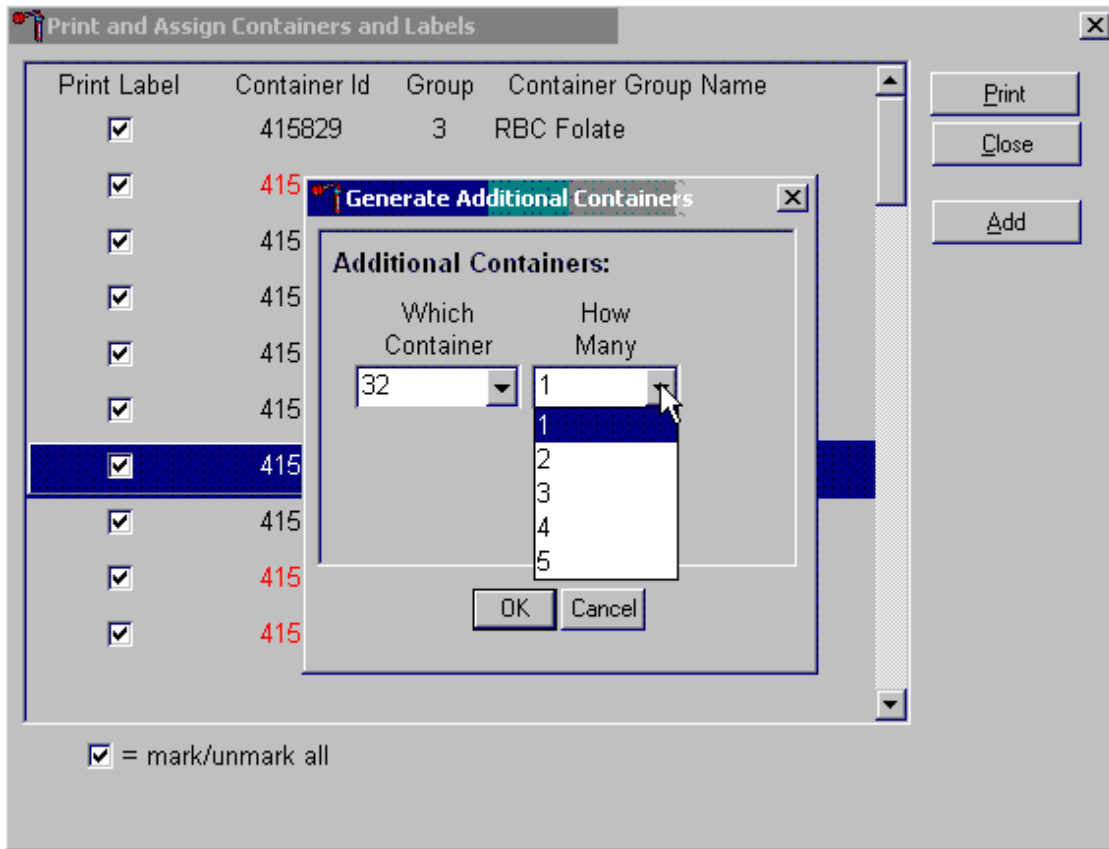 Print and Assign Containers and Labels
Print Label Container Id Group Container Group Name
415829 3 RBC Folate
415
415
415
415
415
415
415
415
415
Generate Additional Containers
Additional Containers:
Which Container
How Many
32
1
1
2
3
4
5
OK
Cancel
Print
Close
Add
= mark/unmark all